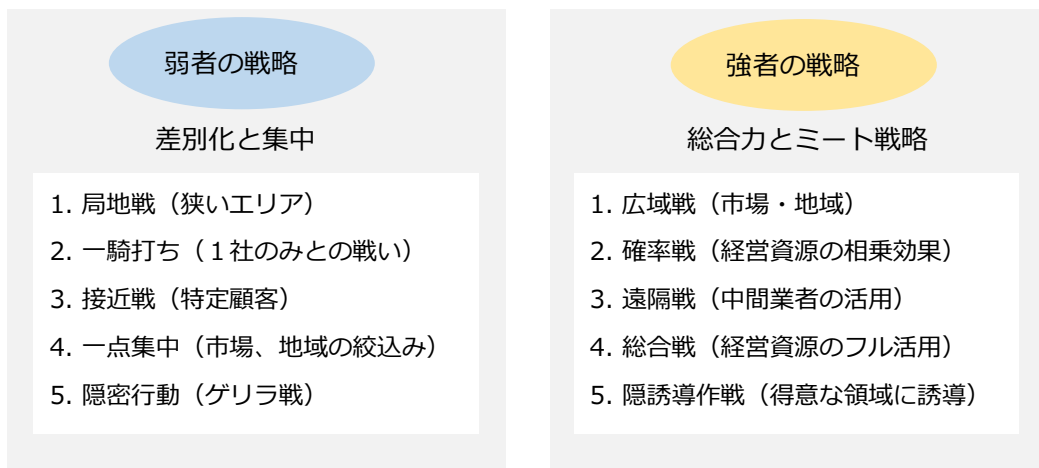 弱者の戦略
差別化と集中
1. 局地戦（狭いエリア）
2. 一騎打ち（１社のみとの戦い）
3. 接近戦（特定顧客）
4. 一点集中（市場、地域の絞込み）
5. 隠密行動（ゲリラ戦）
強者の戦略
総合力とミート戦略
1. 広域戦（市場・地域）
2. 確率戦（経営資源の相乗効果）
3. 遠隔戦（中間業者の活用）
4. 総合戦（経営資源のフル活用）
5. 隠誘導作戦（得意な領域に誘導）